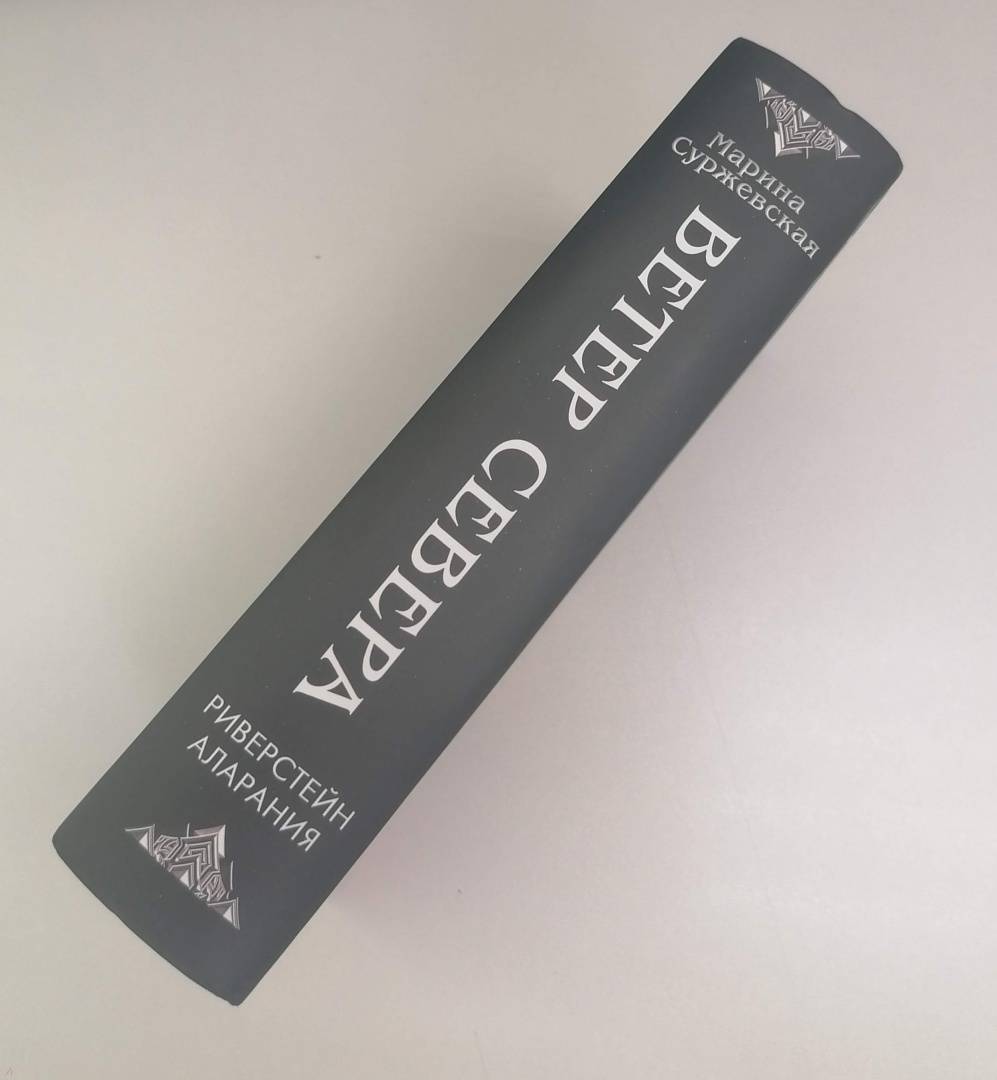 Марина
Суржевская
ВЕТЕР СЕВЕРА
РИВЕРСТЕЙН
АЛАРАНИЯ